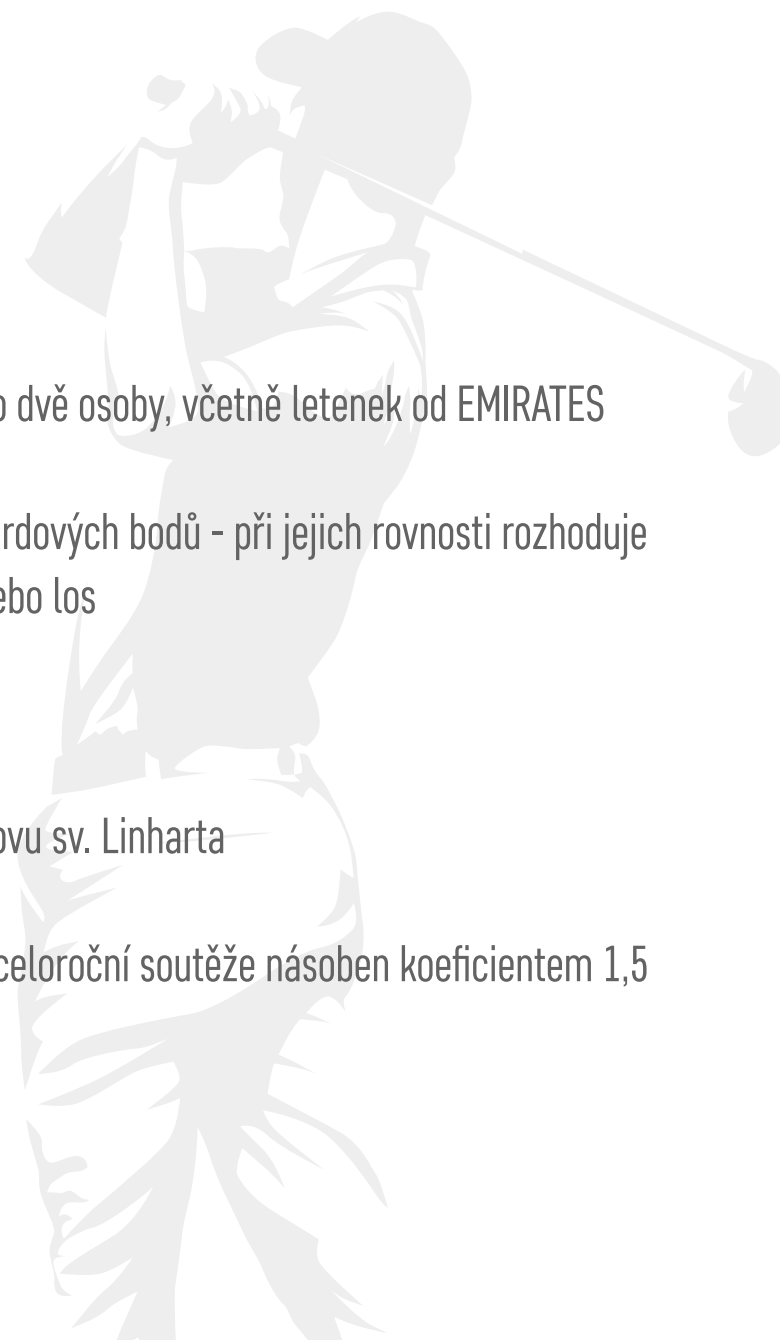 dvě osoby, včetně letenek od EMIRATES
rdových bodů - při jejich rovnosti rozhoduje
ebo los
ovu sv. Linharta
celoroční soutěže násoben koeficientem 1,5